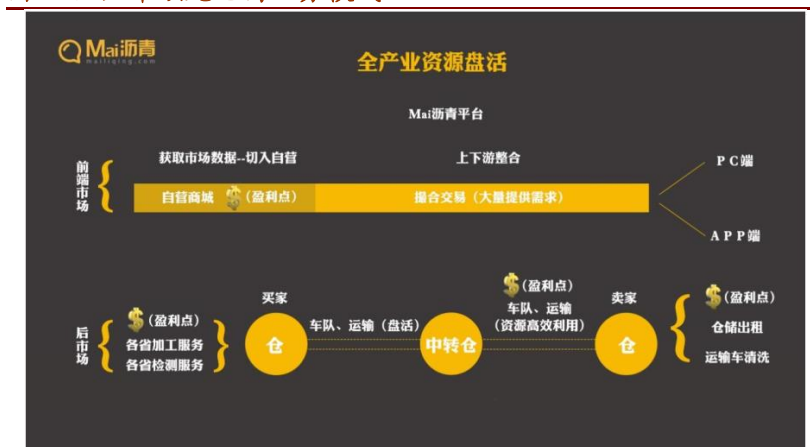 Mai沥青
mailiqing.com
全产业资源盘活
Mai沥青平台
前端市场
获取市场数据--切入自营
上下游整合
自营商城 (盈利点)
撮合交易（大量提供需求）
PC端
APP端
后市场
(盈利点)
各省加工服务
各省检测服务
买家
仓
车队、运输（盘活）
中转仓
(盈利点)
车队、运输
（资源高效利用）
卖家
仓
(盈利点)
仓储出租
运输车清洗